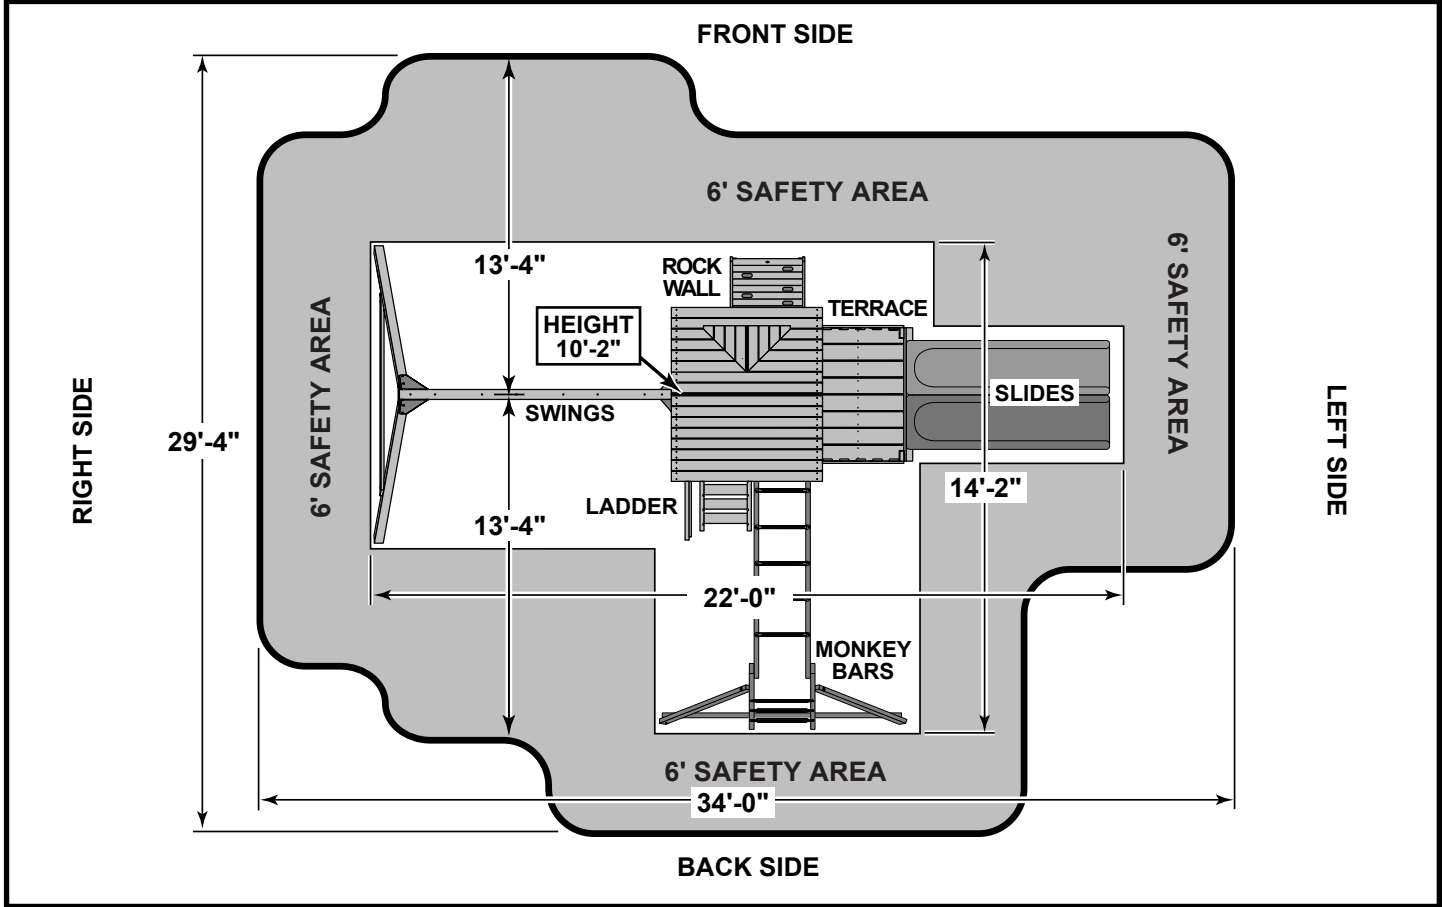 FRONT SIDE
6' SAFETY AREA
13'-4"
ROCK
WALL
TERRACE
HEIGHT
10'-2"
SLIDES
SWINGS
6' SAFETY AREA
6' SAFETY AREA
RIGHT SIDE
LEFT SIDE
29'-4"
14'-2"
LADDER
13'-4"
22'-0"
MONKEY
BARS
6' SAFETY AREA
34'-0"
BACK SIDE